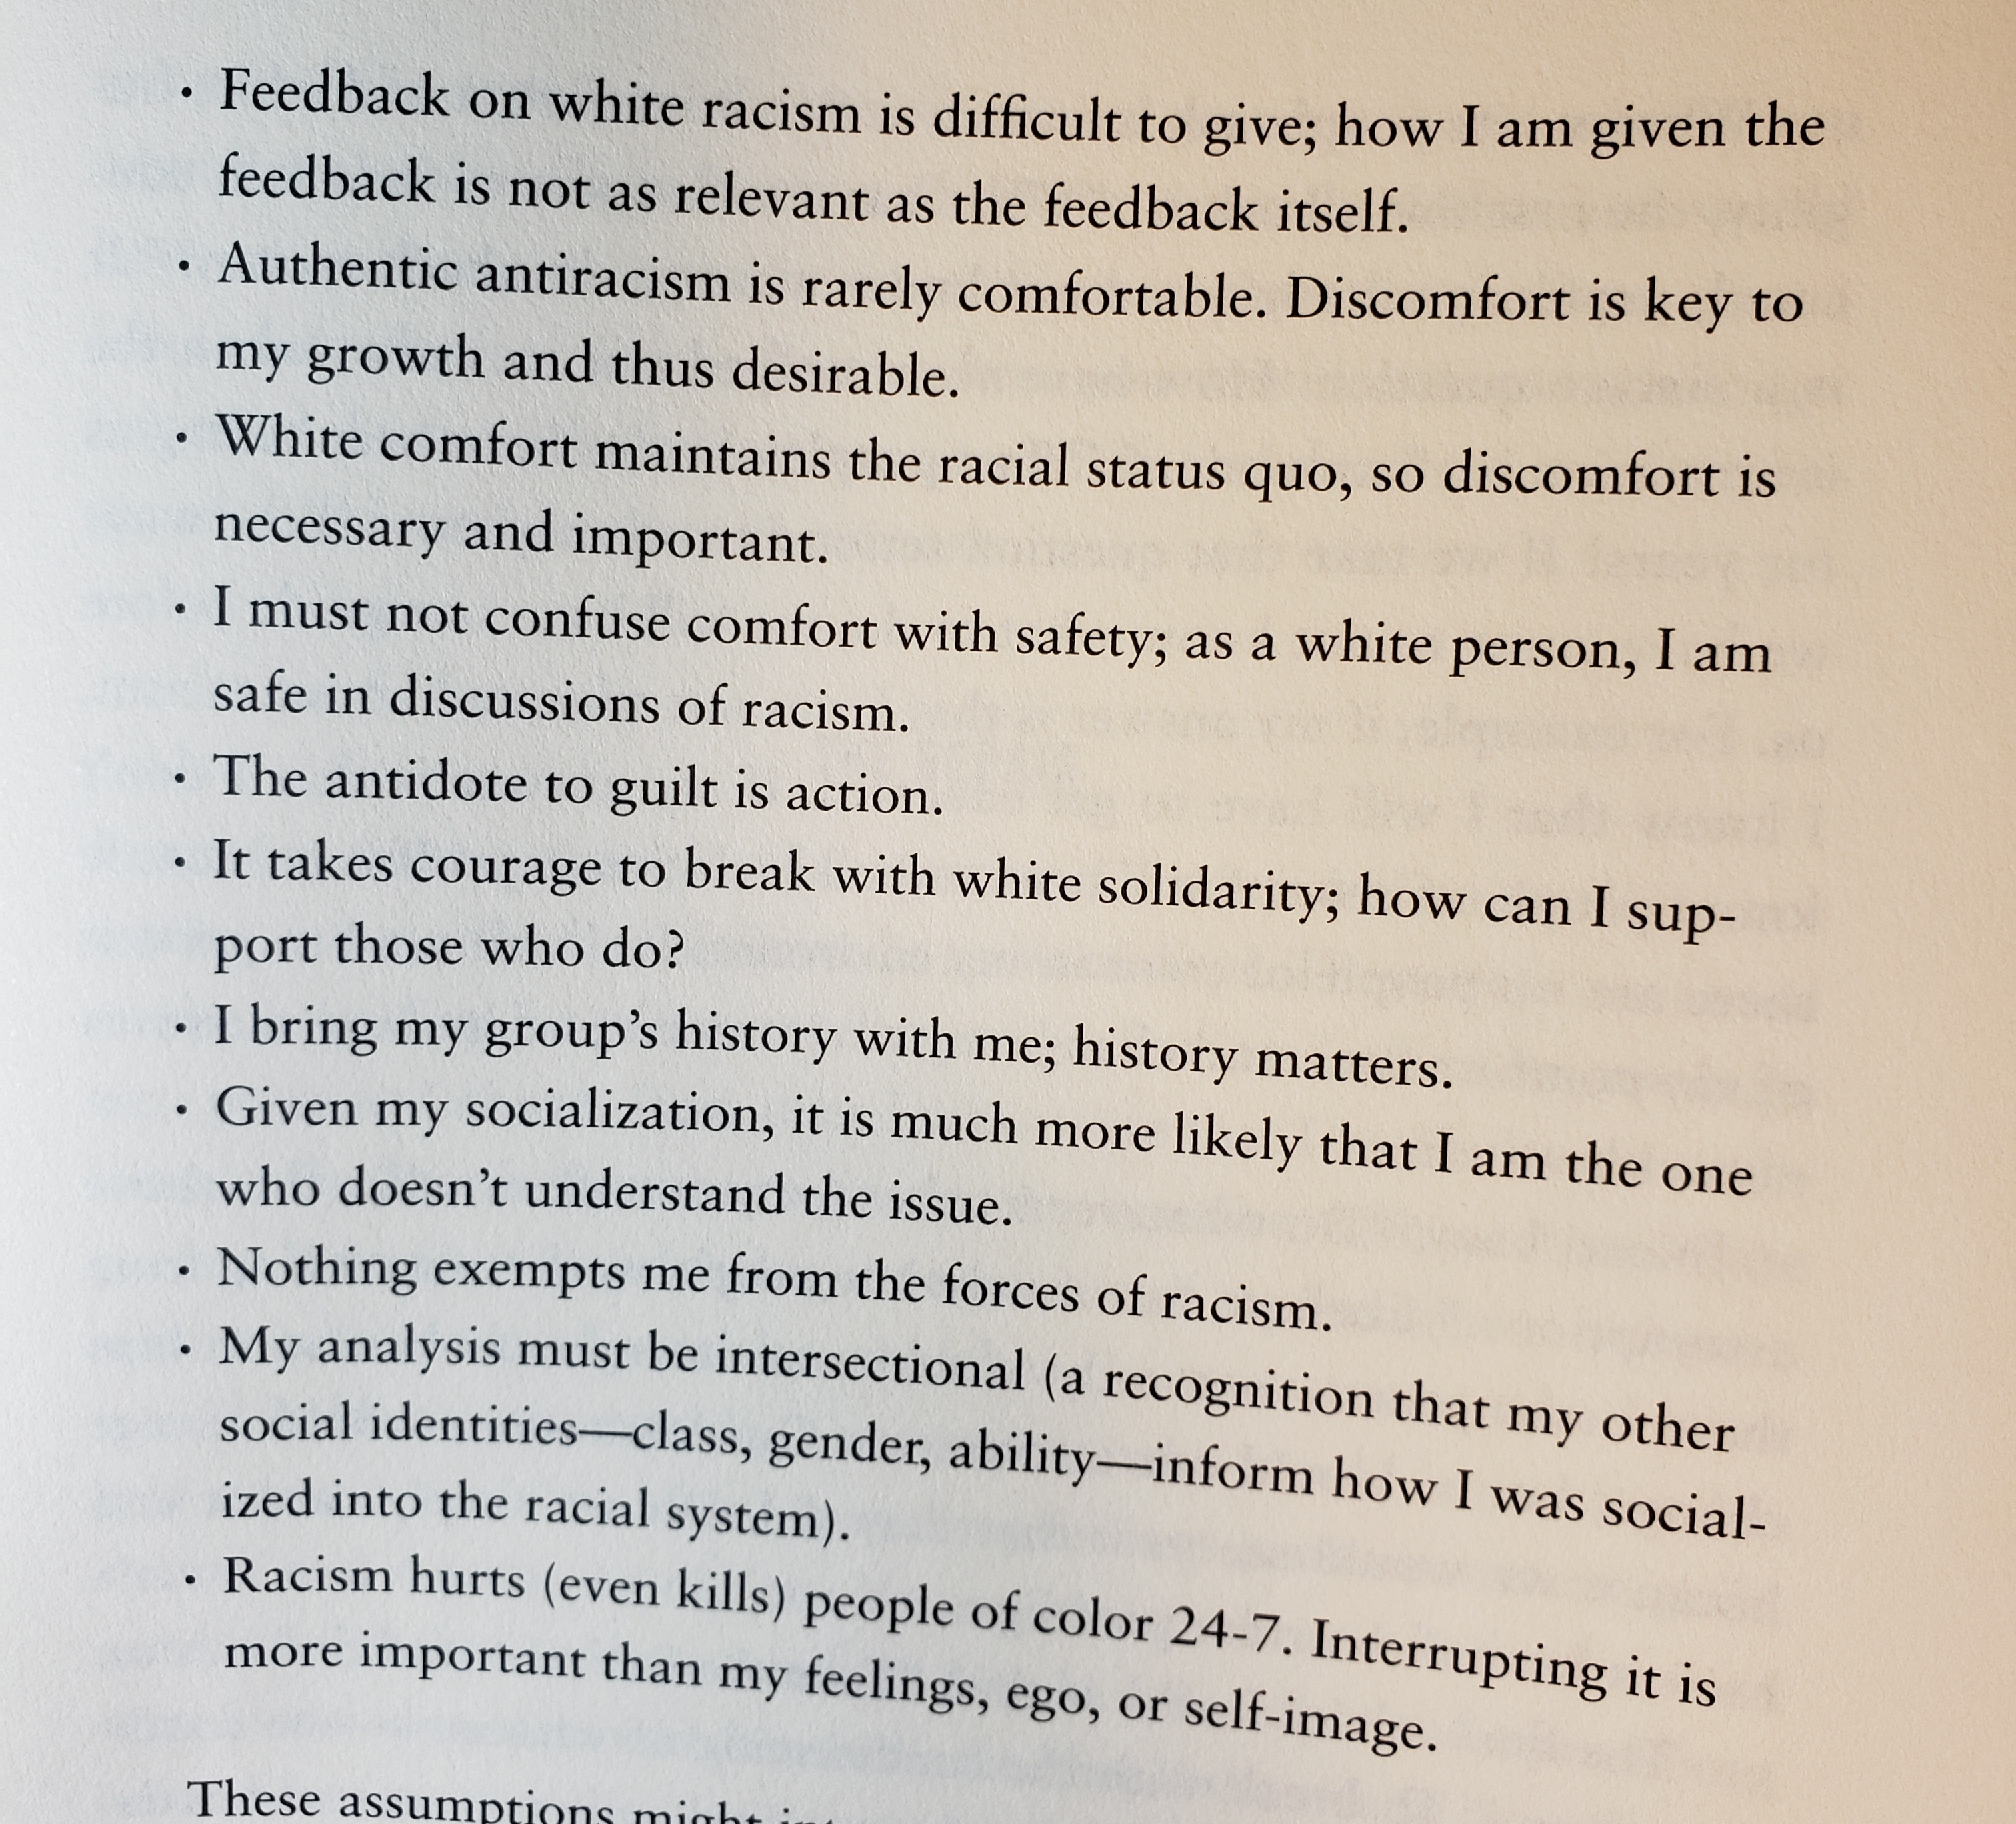 • Feedback on white racism is difficult to give; how I am given the
feedback is not as relevant as the feedback itself.
• Authentic antiracism is rarely comfortable. Discomfort is key to
my growth and thus desirable.
• White comfort maintains the racial status quo, so discomfort is
necessary and important.
• I must not confuse comfort with safety; as a white person, I am
safe in discussions of racism.
• The antidote to guilt is action.
• It takes courage to break with white solidarity; how can I sup-
port those who do?
• I bring my group’s history with me; history matters.
• Given my socialization, it is much more likely that I am the one
who doesn’t understand the issue.
• Nothing exempts me from the forces of racism.
• My analysis must be intersectional (a recognition that my other
social identities—class, gender, ability—inform how I was social-
ized into the racial system).
• Racism hurts (even kills) people of color 24-7. Interrupting it is
more important than my feelings, ego, or self-image.
These assumptions might